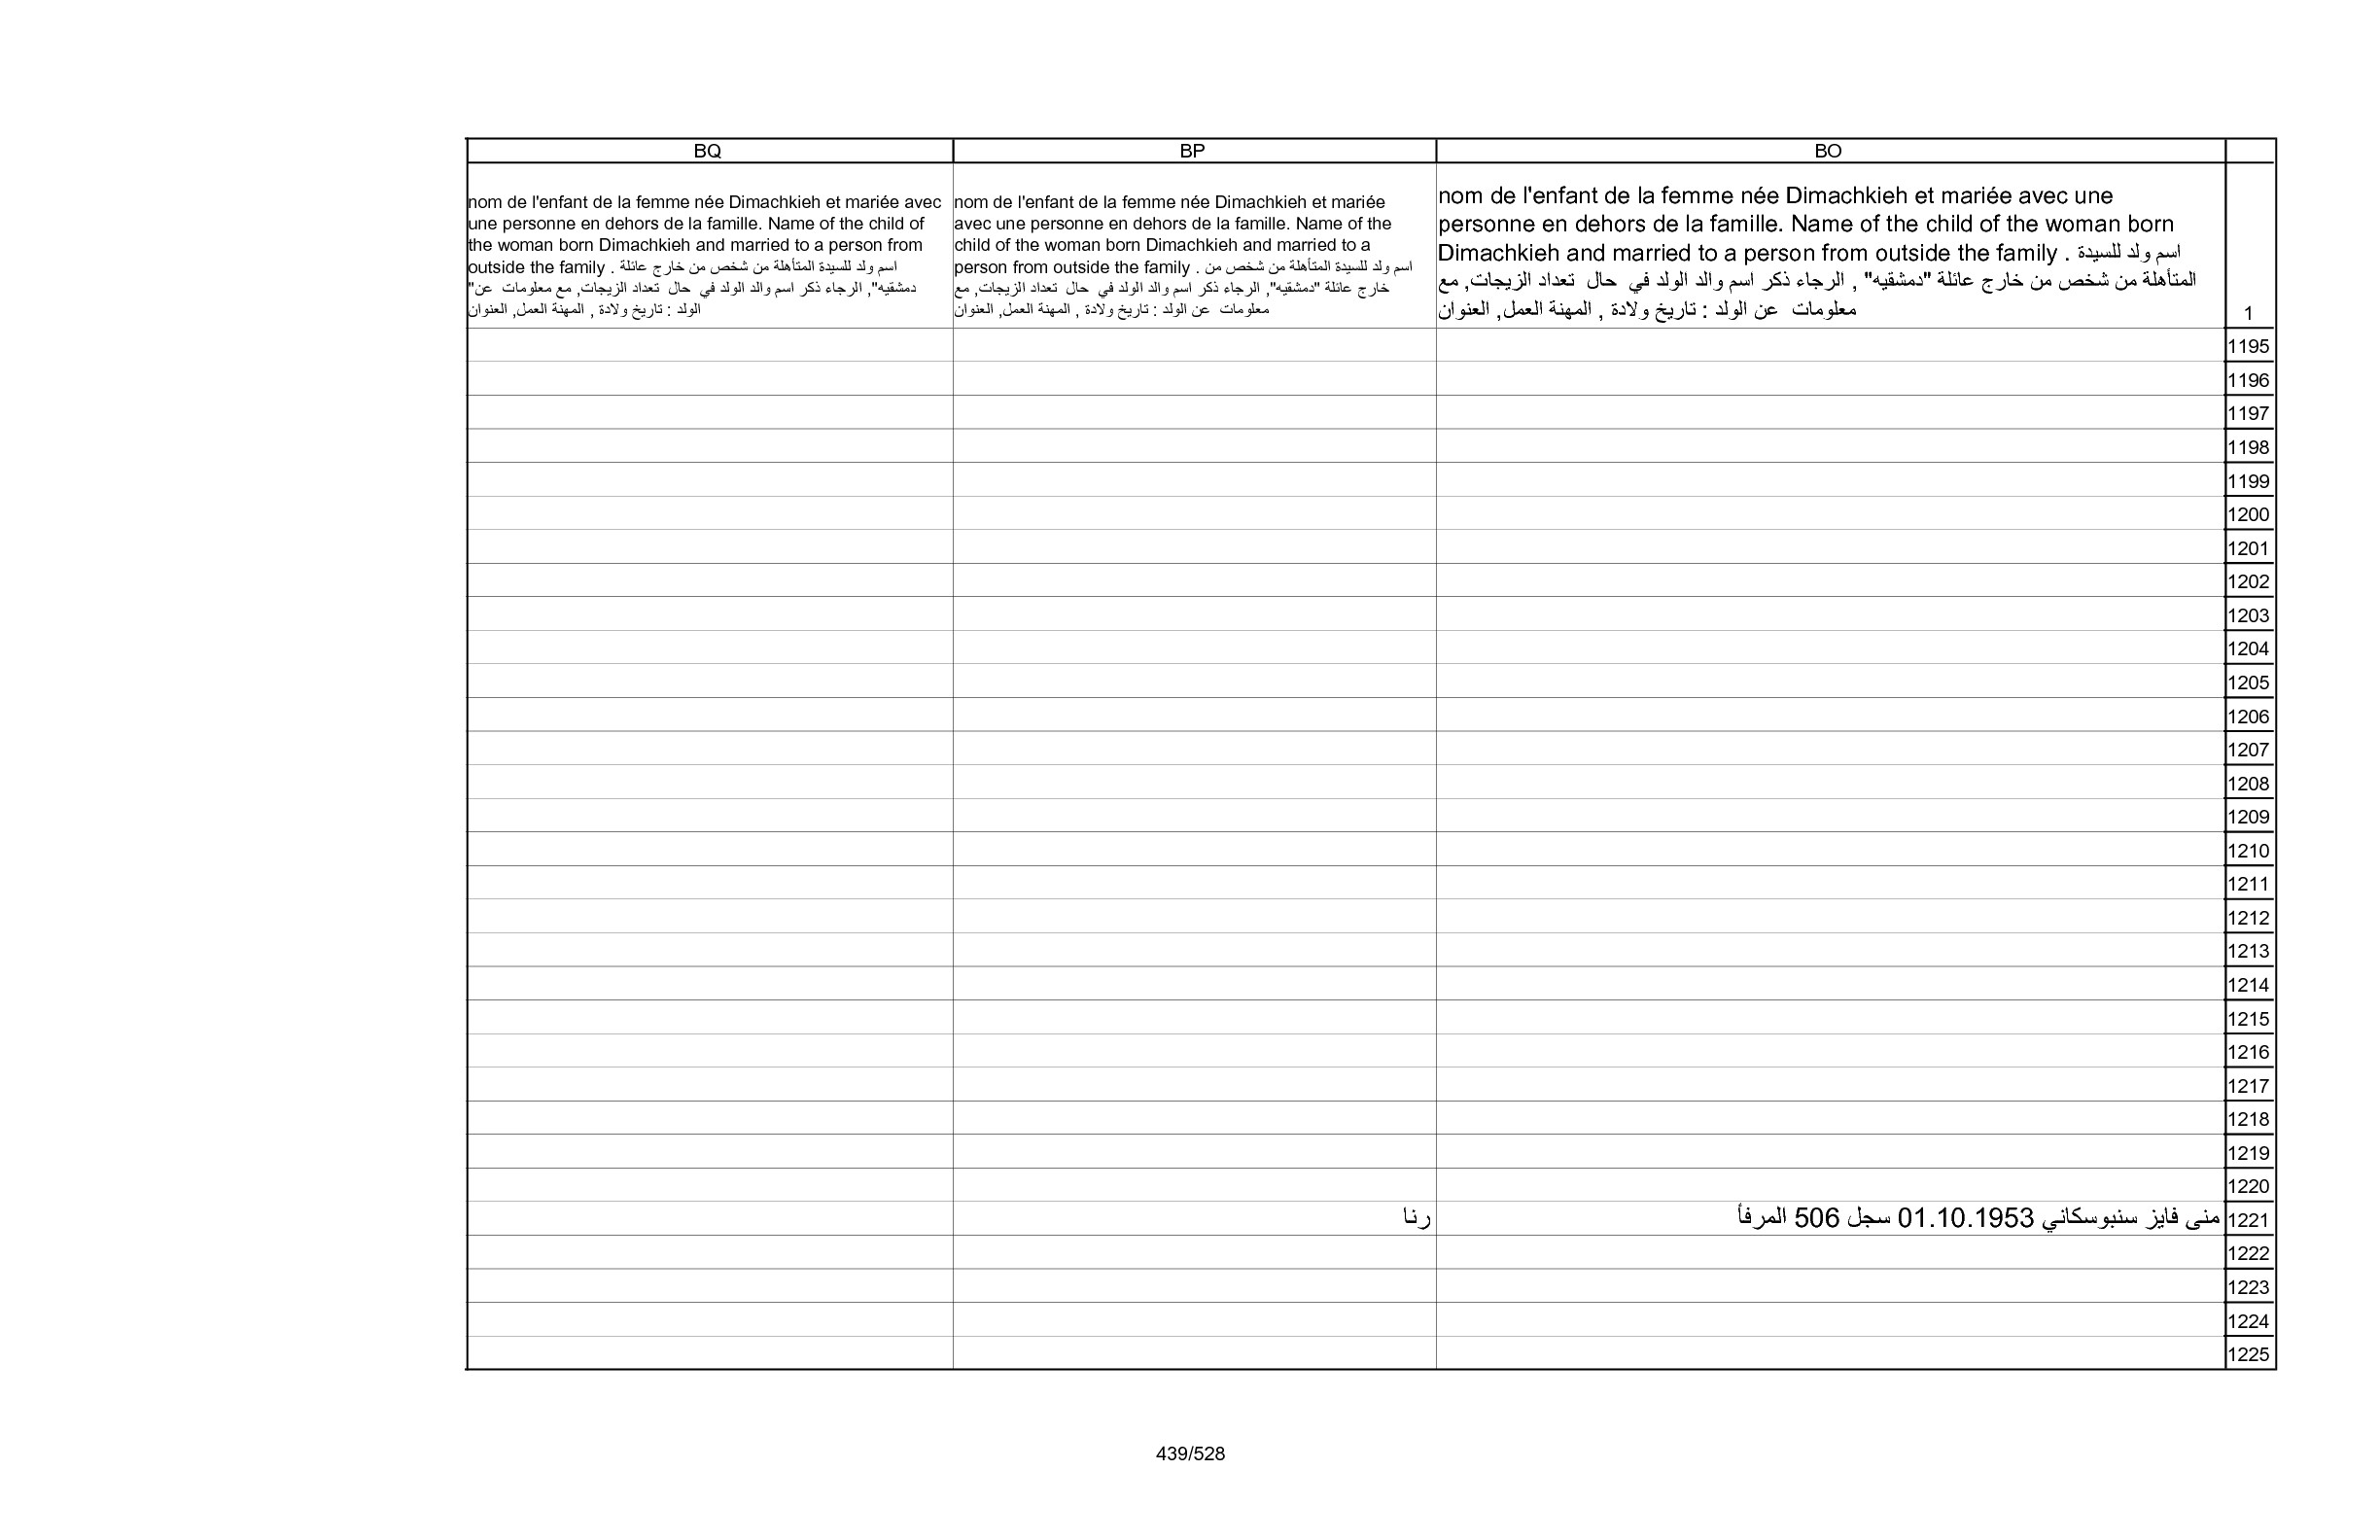 BQ
BP
BO
nom de l'enfant de la femme née Dimachkieh et mariée avec
une personne en dehors de la famille. Name of the child of
the woman born Dimachkieh and married to a person from
outside the family . اسم ولد للسيدة المتأهلة من شخص من خارج عائلة
"دمشقيه", الرجاء ذكر اسم والد الولد في حال تعداد الزيجات, مع معلومات عن
الولد : تاريخ ولادة , المهنة العمل, العنوان
nom de l'enfant de la femme née Dimachkieh et mariée
avec une personne en dehors de la famille. Name of the
child of the woman born Dimachkieh and married to a
person from outside the family . اسم ولد للسيدة المتأهلة من شخص من
خارج عائلة "دمشقيه", الرجاء ذكر اسم والد الولد في حال تعداد الزيجات, مع
معلومات عن الولد : تاريخ ولادة , المهنة العمل, العنوان
nom de l'enfant de la femme née Dimachkieh et mariée avec une
personne en dehors de la famille. Name of the child of the woman born
Dimachkieh and married to a person from outside the family . اسم ولد للسيدة
المتأهلة من شخص من خارج عائلة "دمشقيه" , الرجاء ذكر اسم والد الولد في حال تعداد الزيجات, مع
معلومات عن الولد : تاريخ ولادة , المهنة العمل, العنوان
1
1195
1196
1197
1198
1199
1200
1201
1202
1203
1204
1205
1206
1207
1208
1209
1210
1211
1212
1213
1214
1215
1216
1217
1218
1219
1220
1221
منى فايز سنبوسكاني 01.10.1953 سجل 506 المرفأ
رنا
1222
1223
1224
1225
439/528